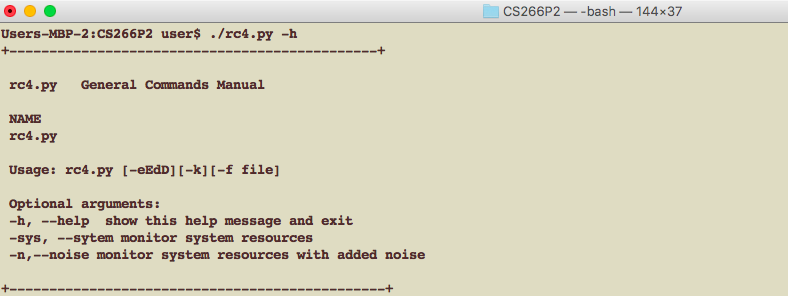 CS266P2 — -bash — 144×37
Users-MBP-2:CS266P2 user$ ./rc4.py -h
+----------------------------------------------+
rc4.py   General Commands Manual
NAME
rc4.py
Usage: rc4.py [-eEdD][-k][-f file]
Optional arguments:
-h, --help  show this help message and exit
-sys, --sytem monitor system resources
-n,--noise monitor system resources with added noise
+-----------------------------------------------+